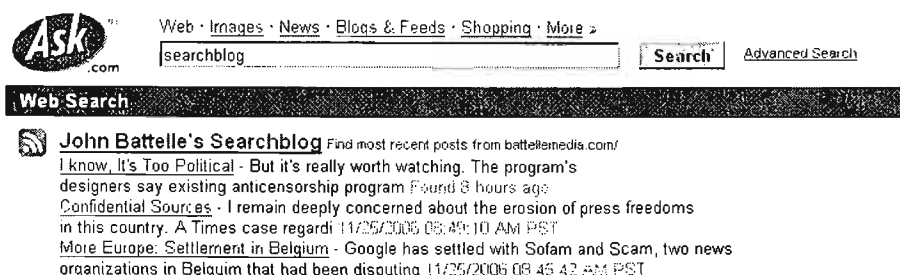 Ask .com
Web · Images · News · Blogs & Feeds · Shopping · More »
searchblog Search Advanced Search
Web Search
John Battelle's Searchblog Find most recent posts from battellemedia.com/
I know, It's Too Political - But it's really worth watching. The program's
designers say existing anticensorship program Found 8 hours ago
Confidential Sources - I remain deeply concerned about the erosion of press freedoms
in this country. A Times case regardi 11/25/2006 08:49:10 AM PST
More Europe: Settlement in Belgium - Google has settled with Sofam and Scam, two news
organizations in Belguim that had been disputing 11/25/2006 08:45:42 AM PST